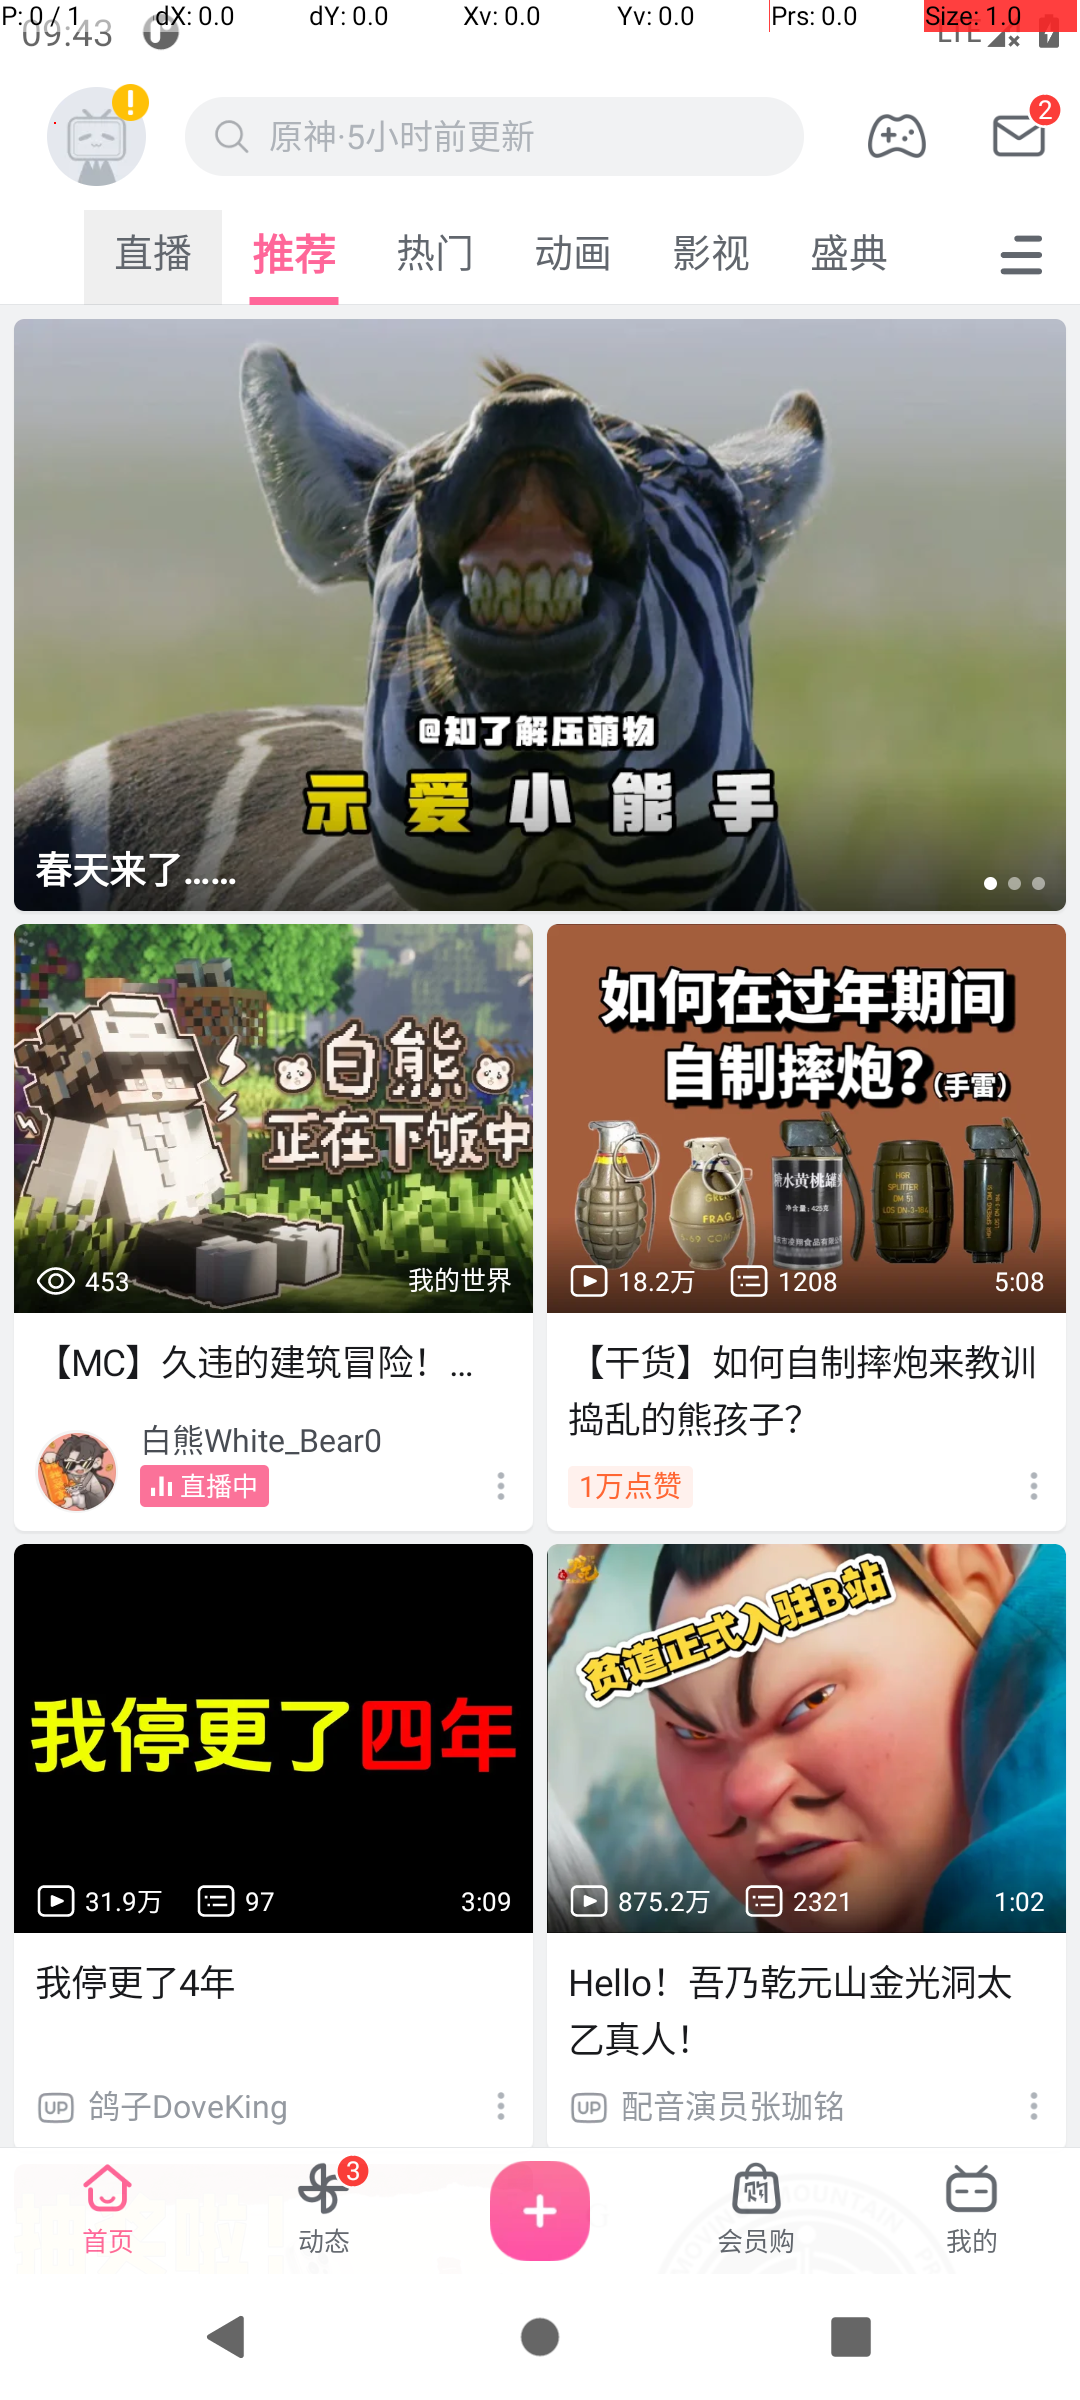 P: 0 / 1 dX: 0.0 dY: 0.0 Xv: 0.0 Yv: 0.0 Prs: 0.0 Size: 1.0
09:43 LTE
原神·5小时前更新 2
直播 推荐 热门 动画 影视 盛典
@知了解压萌物
示爱小能手
春天来了……
白熊
正在下饭中
453 我的世界
【MC】久违的建筑冒险！...
白熊White_Bear0
直播中
如何在过年期间
自制摔炮？(手雷)
HGR
SPLITTER
DM 51
18.2万 1208 5:08
【干货】如何自制摔炮来教训
捣乱的熊孩子？
1万点赞
我停更了四年
31.9万 97 3:09
我停更了4年
UP 鸽子DoveKing
贫道正式入驻B站
875.2万 2321 1:02
Hello！吾乃乾元山金光洞太
乙真人！
UP 配音演员张珈铭
首页 动态 3 会员购 我的